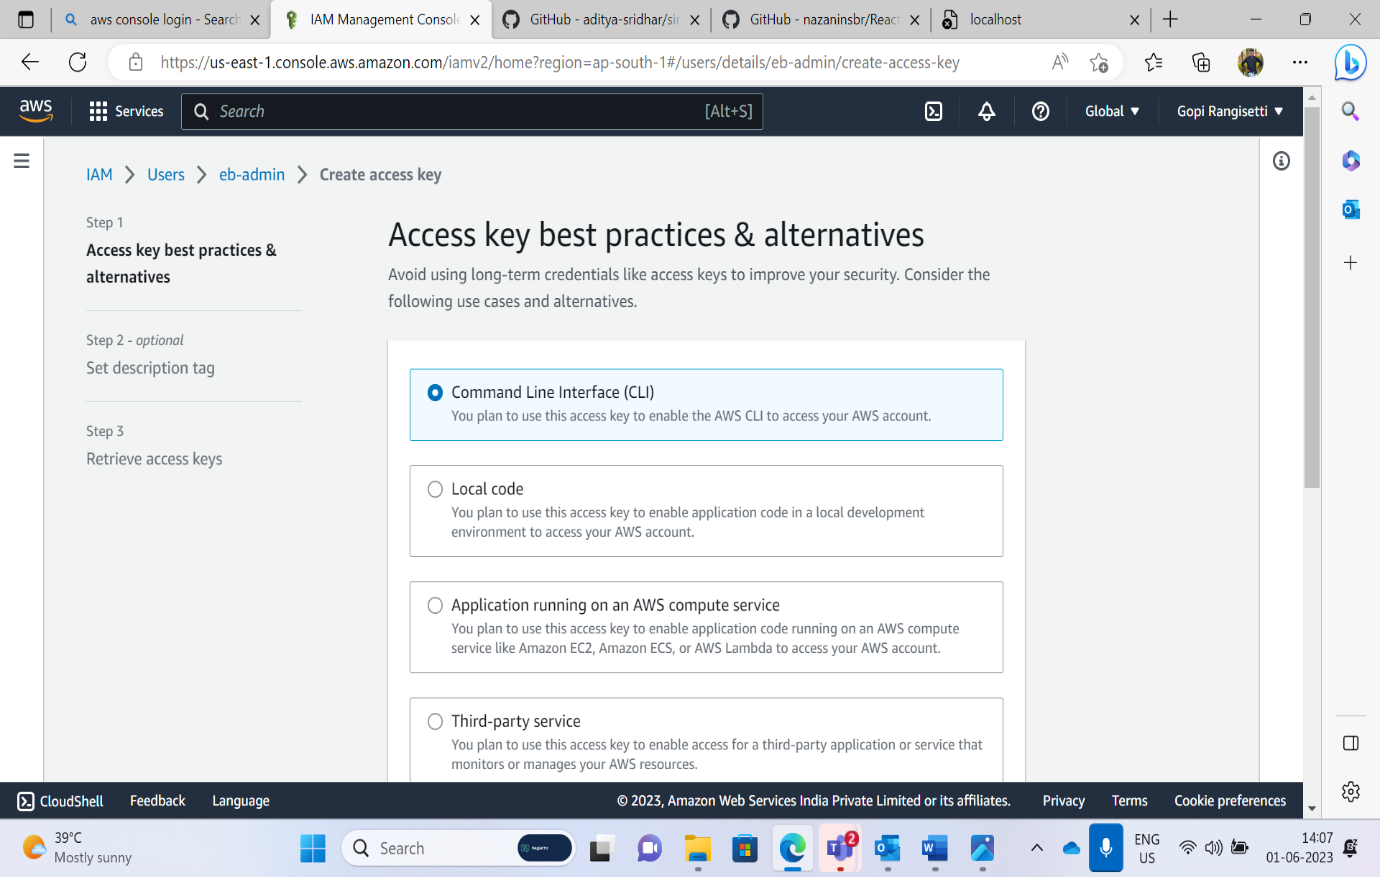 aws console login - Search
IAM Management Console
GitHub - aditya-sridhar/sin
GitHub - nazaninsbr/React
localhost
https://us-east-1.console.aws.amazon.com/iamv2/home?region=ap-south-1#/users/details/eb-admin/create-access-key
aws
Services
Search
[Alt+S]
Global
Gopi Rangisetti
IAM
Users
eb-admin
Create access key
Step 1
Access key best practices &
alternatives
Step 2 - optional
Set description tag
Step 3
Retrieve access keys
Access key best practices & alternatives
Avoid using long-term credentials like access keys to improve your security. Consider the
following use cases and alternatives.
Command Line Interface (CLI)
You plan to use this access key to enable the AWS CLI to access your AWS account.
Local code
You plan to use this access key to enable application code in a local development
environment to access your AWS account.
Application running on an AWS compute service
You plan to use this access key to enable application code running on an AWS compute
service like Amazon EC2, Amazon ECS, or AWS Lambda to access your AWS account.
Third-party service
You plan to use this access key to enable access for a third-party application or service that
monitors or manages your AWS resources.
CloudShell
Feedback
Language
© 2023, Amazon Web Services India Private Limited or its affiliates.
Privacy
Terms
Cookie preferences
39°C
Mostly sunny
Search
2
ENG
US
14:07
01-06-2023